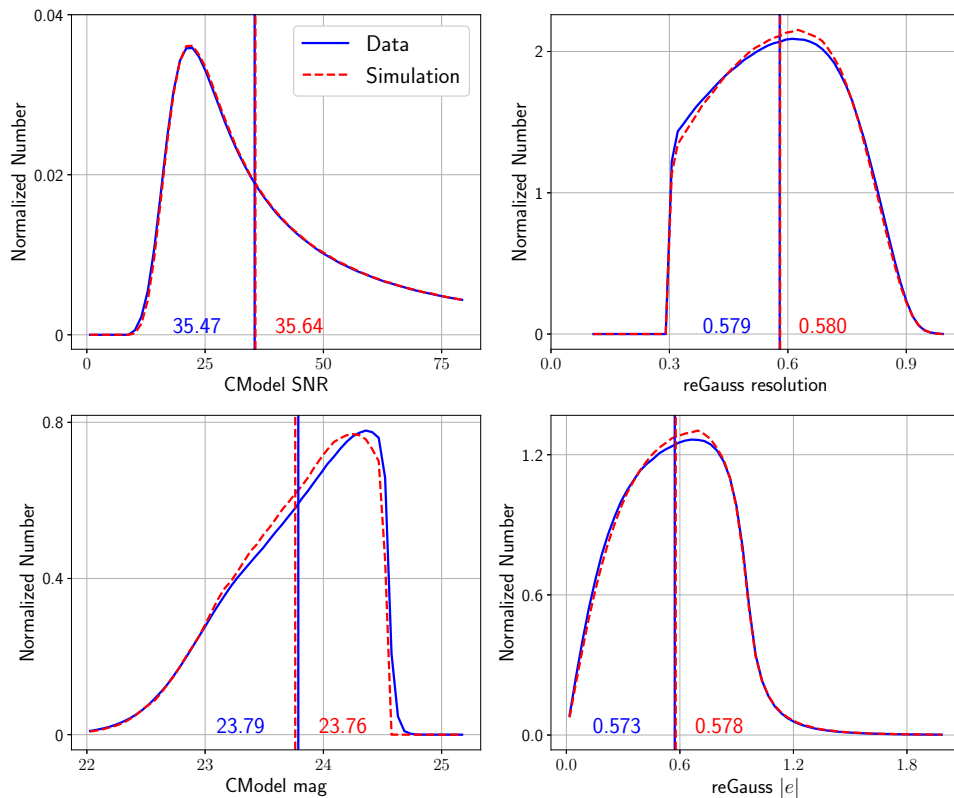 0.04
0.02
0
Normalized Number
Data
Simulation
35.47 35.64
0 25 50 75
CModel SNR
2
1
0
Normalized Number
0.579 0.580
0.0 0.3 0.6 0.9
reGauss resolution
0.8
0.4
0
Normalized Number
23.79 23.76
22 23 24 25
CModel mag
1.2
0.6
0.0
Normalized Number
0.573 0.578
0.0 0.6 1.2 1.8
reGauss |e|